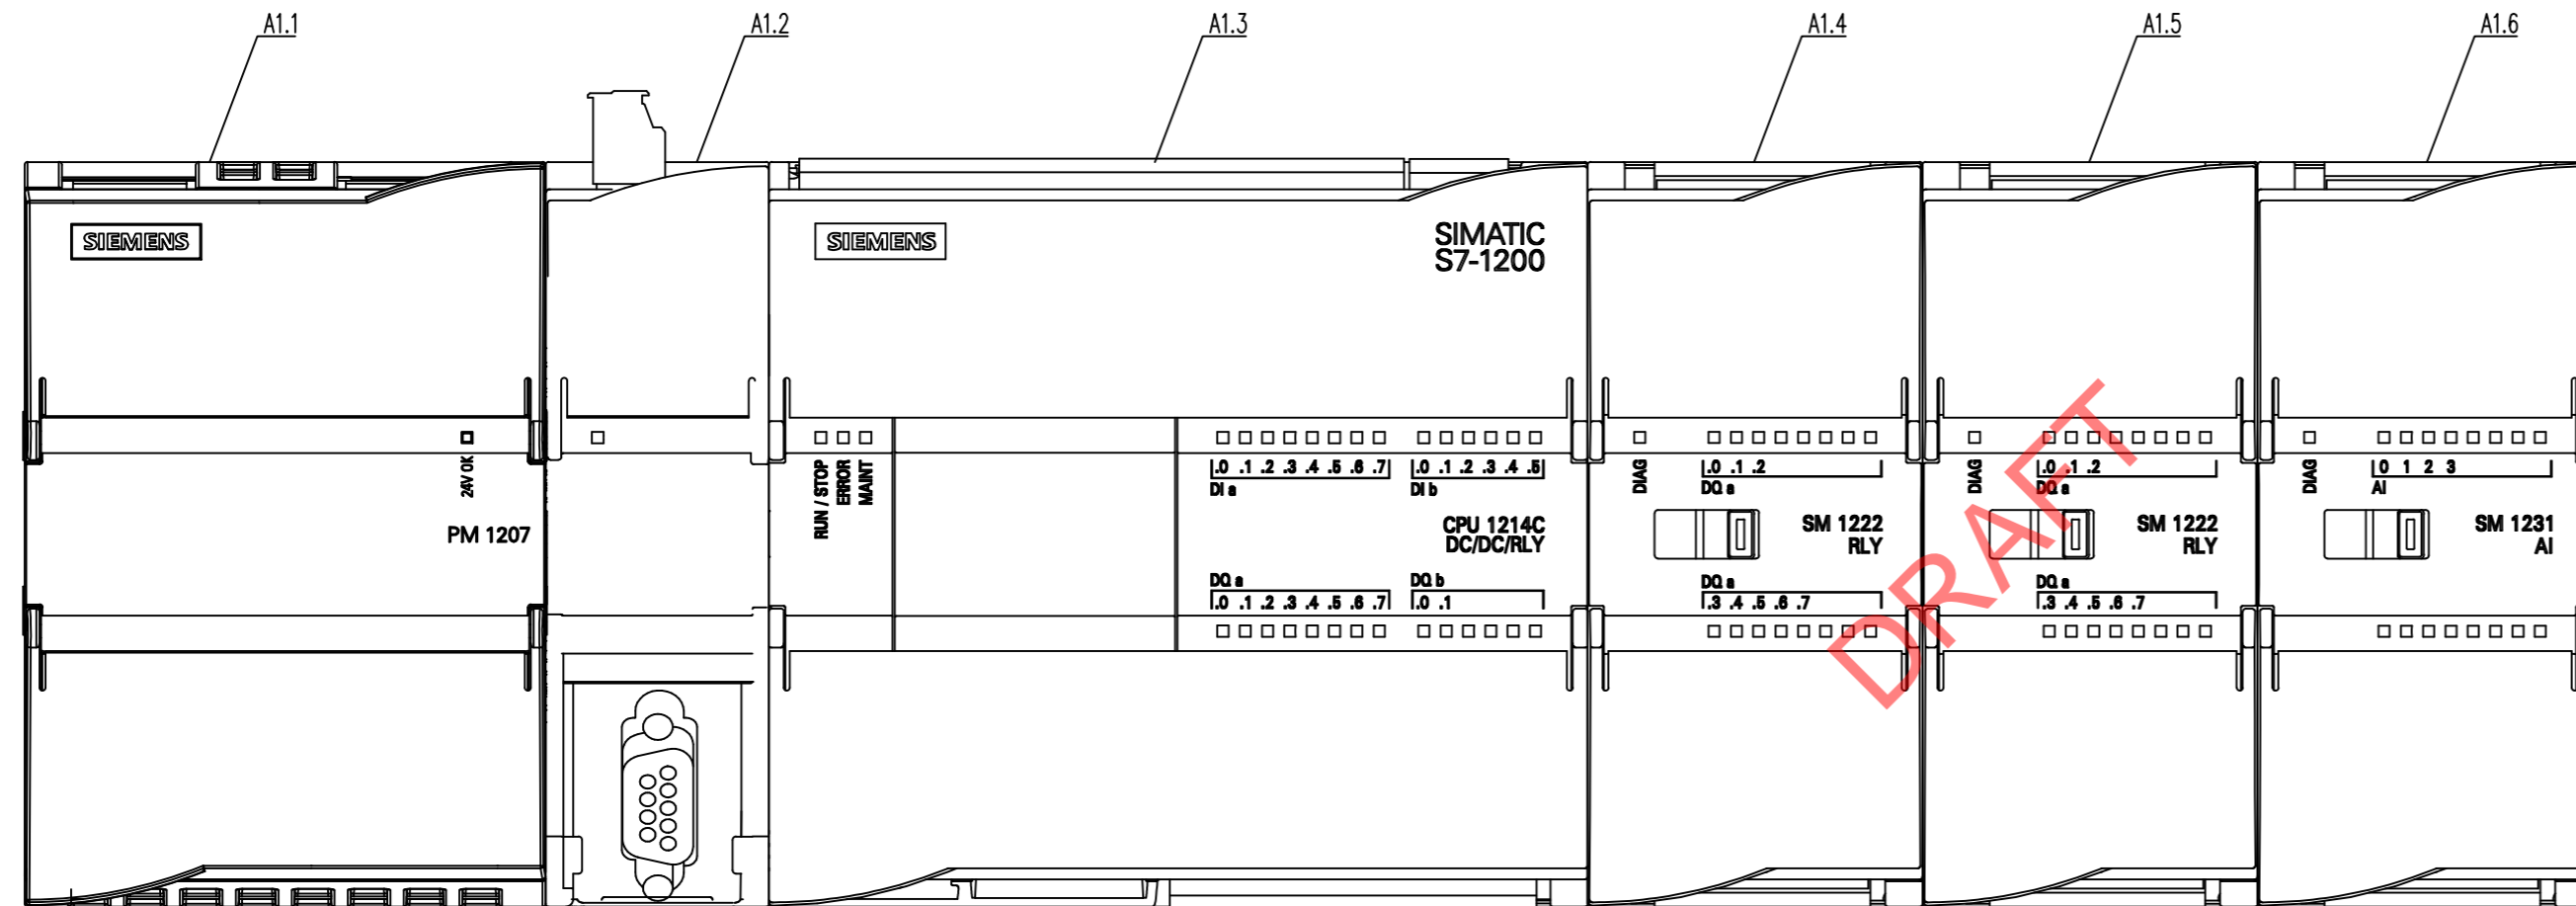 A1.1
A1.2
A1.3
A1.4
A1.5
A1.6
SIEMENS
SIEMENS
SIMATIC
S7-1200
24V OK
PM 1207
RUN / STOP
ERROR
MAINT
.0 .1 .2 .3 .4 .5 .6 .7
DI a
.0 .1 .2 .3 .4 .5
DI b
CPU 1214C
DC/DC/RLY
DQ a
.0 .1 .2 .3 .4 .5 .6 .7
DQ b
.0 .1
DIAG
.0 .1 .2
DQ a
SM 1222
RLY
DQ a
.3 .4 .5 .6 .7
DIAG
.0 .1 .2
DQ a
SM 1222
RLY
DQ a
.3 .4 .5 .6 .7
DIAG
0 1 2 3
AI
SM 1231
AI
DRAFT